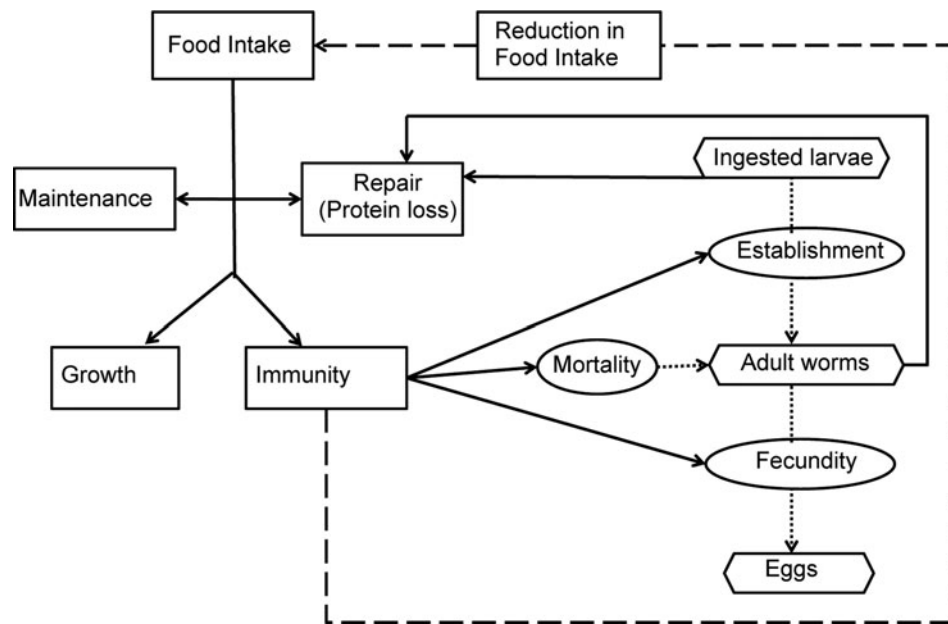 Food Intake
Reduction in
Food Intake
Ingested larvae
Maintenance
Repair
(Protein loss)
Establishment
Growth
Immunity
Mortality
Adult worms
Fecundity
Eggs